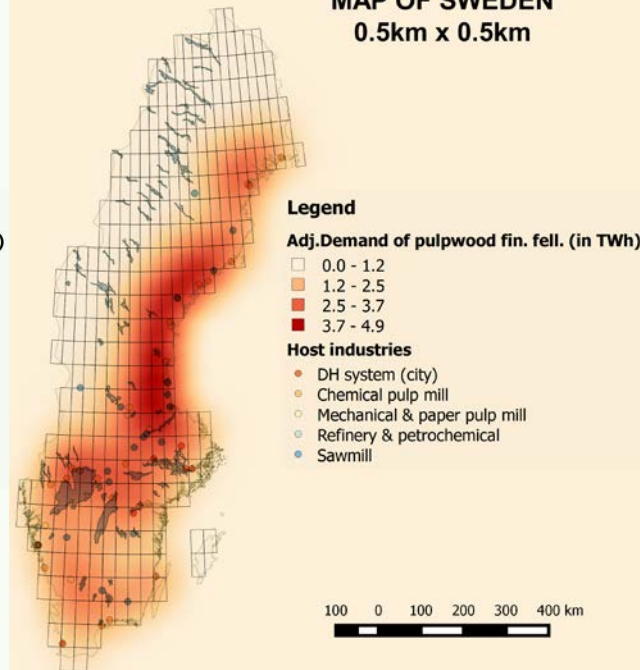 MAP OF SWEDEN
0.5km x 0.5km
)
Legend
Adj.Demand of pulpwood fin. fell. (in TWh)
0.0 - 1.2
1.2 - 2.5
2.5 - 3.7
3.7 - 4.9
Host industries
DH system (city)
Chemical pulp mill
Mechanical & paper pulp mill
Refinery & petrochemical
Sawmill
100 0 100 200 300 400 km